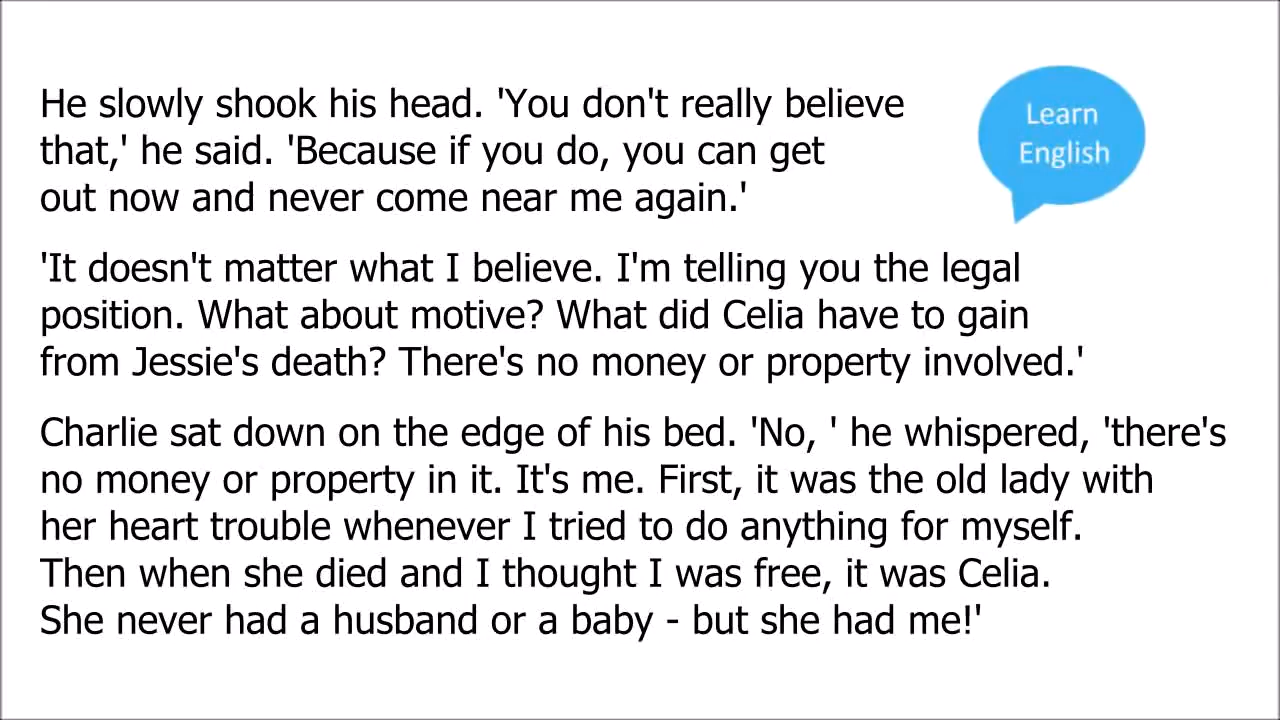 He slowly shook his head. 'You don't really believe
that,' he said. 'Because if you do, you can get
out now and never come near me again.'
Learn
English
'It doesn't matter what I believe. I'm telling you the legal
position. What about motive? What did Celia have to gain
from Jessie's death? There's no money or property involved.'
Charlie sat down on the edge of his bed. 'No, ' he whispered, 'there's
no money or property in it. It's me. First, it was the old lady with
her heart trouble whenever I tried to do anything for myself.
Then when she died and I thought I was free, it was Celia.
She never had a husband or a baby - but she had me!'